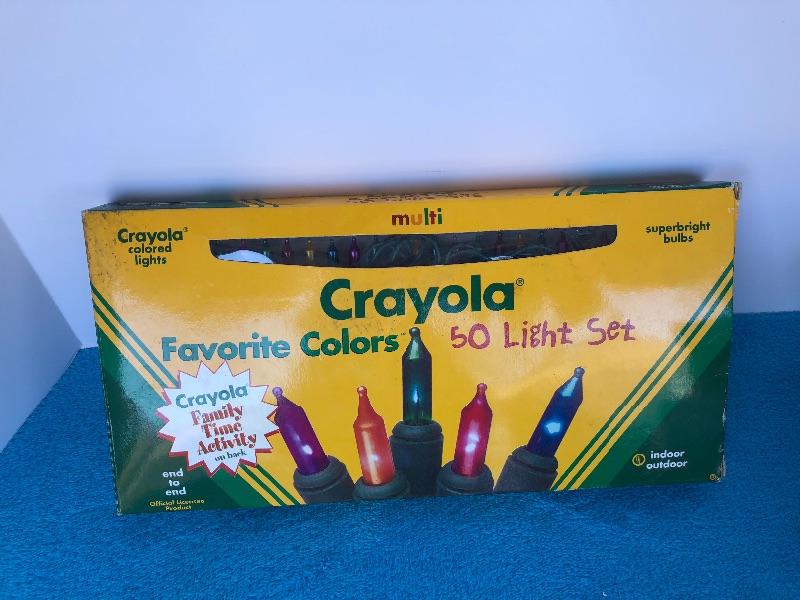 multi
Crayola®
colored
lights
superbright
bulbs
Crayola®
Favorite Colors™
50 Light Set
Crayola
Family
Time
Activity
on back
end
to
end
Official Licensed
Product
indoor
outdoor